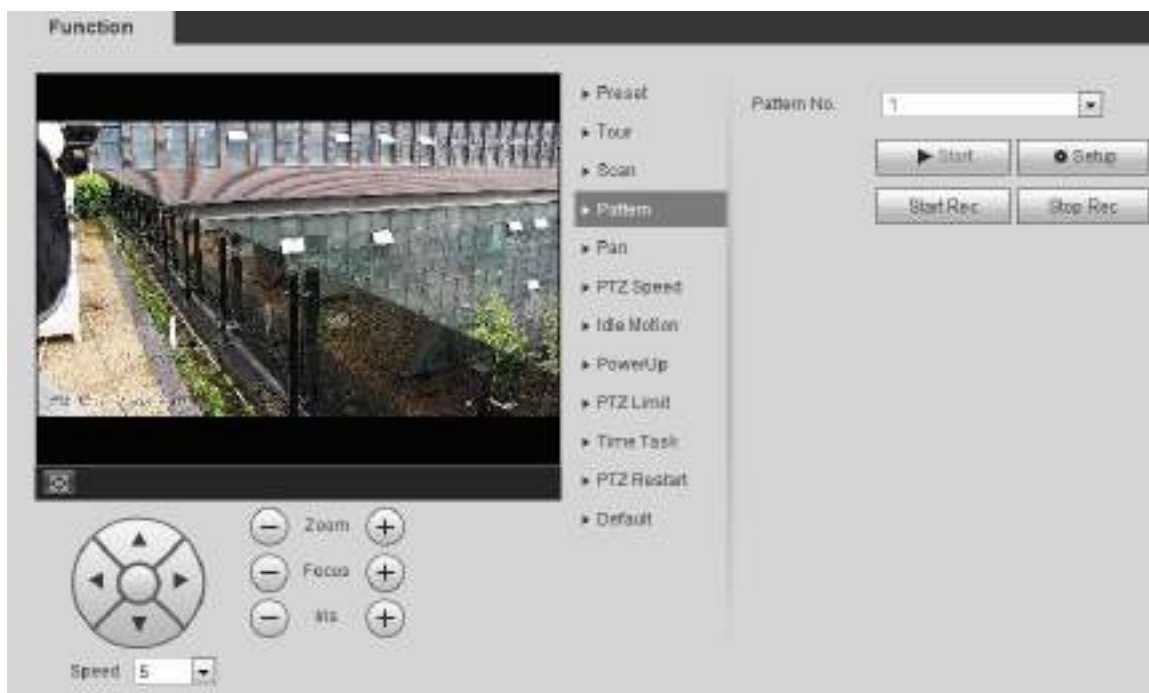 Function
Preset
Tour
Scan
Pattern
Pan
PTZ Speed
Idle Motion
PowerUp
PTZ Limit
Time Task
PTZ Restart
Default
Pattern No. 1
Start Setup
Start Rec Stop Rec
Zoom
Focus
Iris
Speed 5